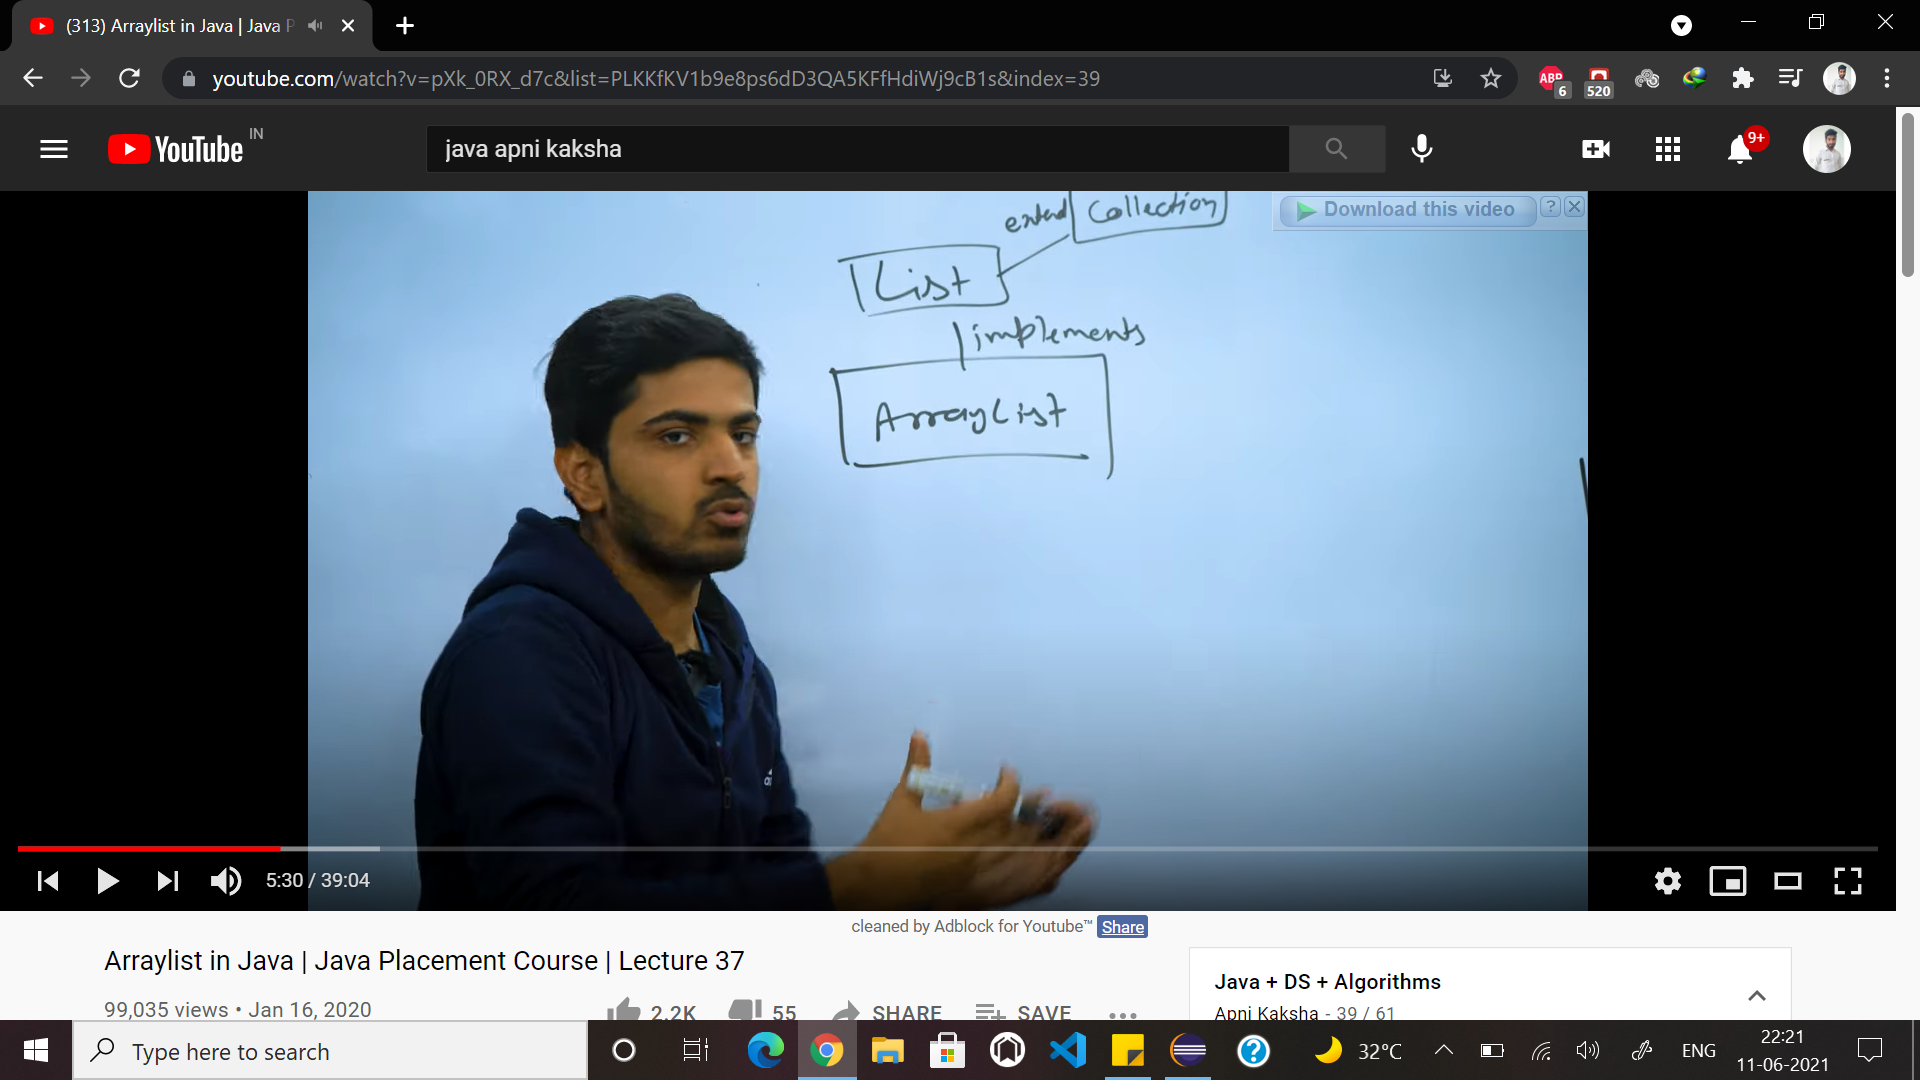 (313) Arraylist in Java | Java P
youtube.com/watch?v=pXk_0RX_d7c&list=PLKKfKV1b9e8ps6dD3QA5KFfHdiWj9cB1s&index=39
ABP
6
520
YouTube IN
java apni kaksha
9+
extend Collection
Download this video ?
List
implements
ArrayList
5:30 / 39:04
cleaned by Adblock for Youtube™ Share
Arraylist in Java | Java Placement Course | Lecture 37
99,035 views • Jan 16, 2020
2.2K 55 SHARE SAVE
Java + DS + Algorithms
Apni Kaksha - 39 / 61
Type here to search
32°C
ENG
22:21
11-06-2021